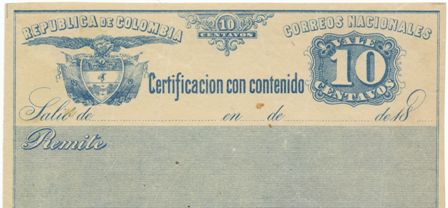 REPUBLICA DE COLOMBIA
10
CENTAVOS
CORREOS NACIONALES
Certificacion con contenido
VALE
10
CENTAVOS
Salió de en de de 18
Remite